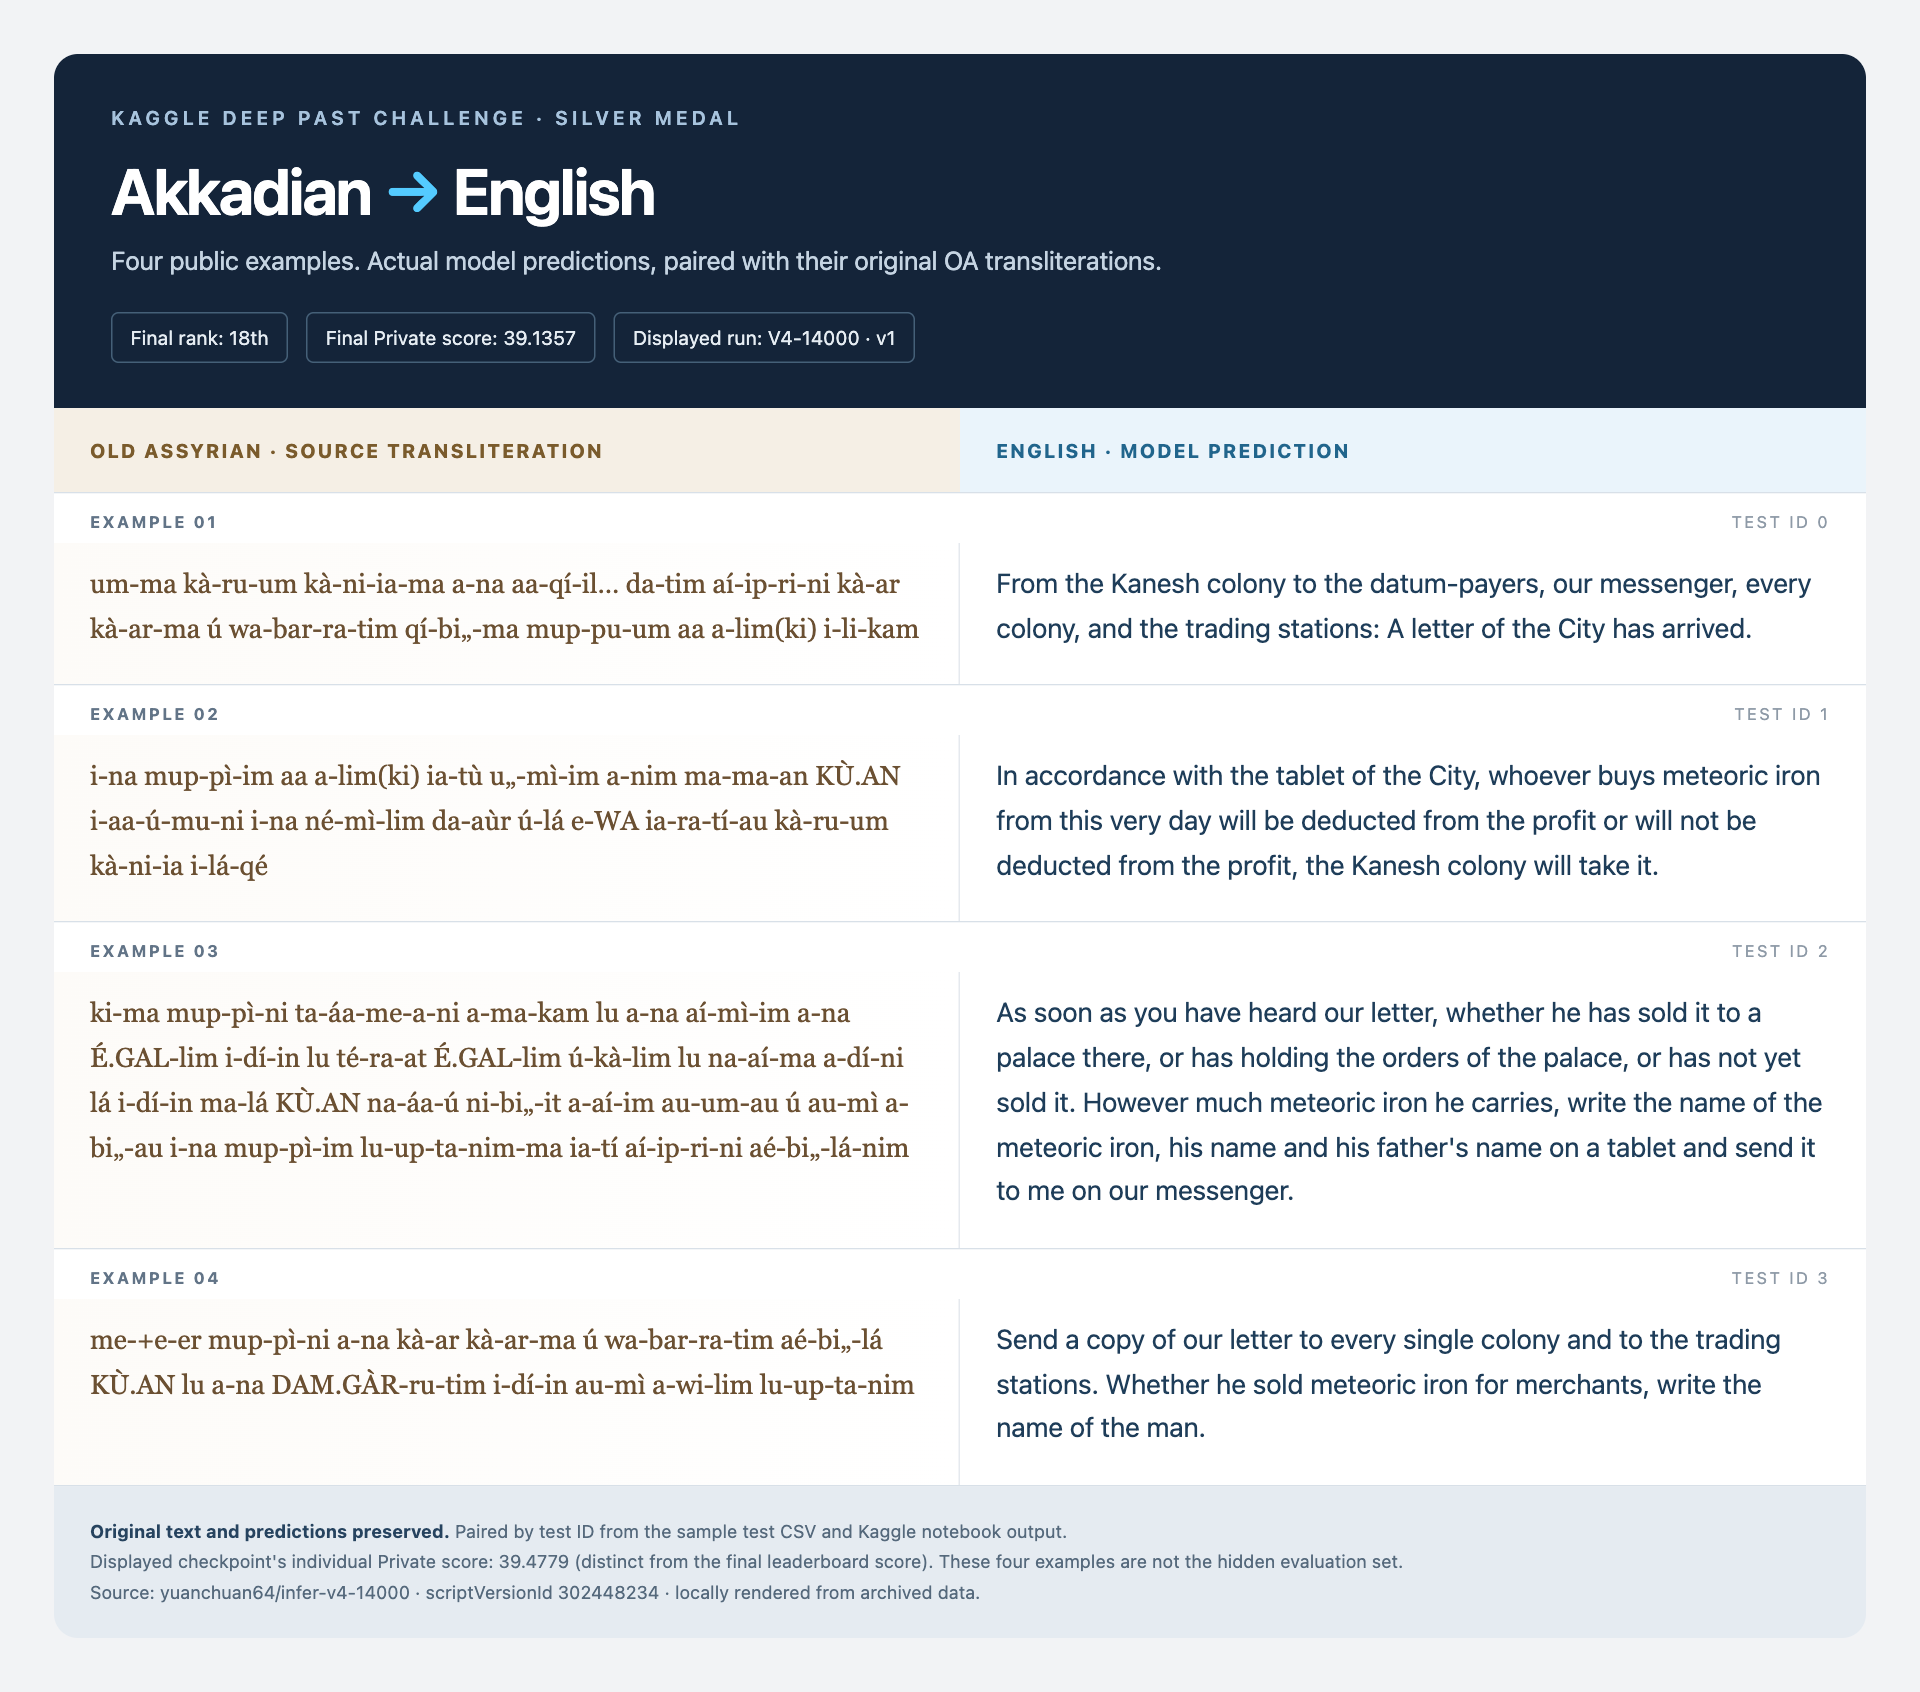 KAGGLE DEEP PAST CHALLENGE · SILVER MEDAL
Akkadian → English
Four public examples. Actual model predictions, paired with their original OA transliterations.
Final rank: 18th
Final Private score: 39.1357
Displayed run: V4-14000 · v1
OLD ASSYRIAN · SOURCE TRANSLITERATION
ENGLISH · MODEL PREDICTION
EXAMPLE 01
TEST ID 0
um-ma kà-ru-um kà-ni-ia-ma a-na aa-qí-il… da-tim aí-ip-ri-ni kà-ar
kà-ar-ma ú wa-bar-ra-tim qí-bi„-ma mup-pu-um aa a-lim(ki) i-li-kam
From the Kanesh colony to the datum-payers, our messenger, every
colony, and the trading stations: A letter of the City has arrived.
EXAMPLE 02
TEST ID 1
i-na mup-pì-im aa a-lim(ki) ia-tù u„-mì-im a-nim ma-ma-an KÙ.AN
i-aa-ú-mu-ni i-na né-mì-lim da-aùr ú-lá e-WA ia-ra-tí-au kà-ru-um
kà-ni-ia i-lá-qé
In accordance with the tablet of the City, whoever buys meteoric iron
from this very day will be deducted from the profit or will not be
deducted from the profit, the Kanesh colony will take it.
EXAMPLE 03
TEST ID 2
ki-ma mup-pì-ni ta-áa-me-a-ni a-ma-kam lu a-na aí-mì-im a-na
É.GAL-lim i-dí-in lu té-ra-at É.GAL-lim ú-kà-lim lu na-aí-ma a-dí-ni
lá i-dí-in ma-lá KÙ.AN na-áa-ú ni-bi„-it a-aí-im au-um-au ú au-mì a-
bi„-au i-na mup-pì-im lu-up-ta-nim-ma ia-tí aí-ip-ri-ni aé-bi„-lá-nim
As soon as you have heard our letter, whether he has sold it to a
palace there, or has holding the orders of the palace, or has not yet
sold it. However much meteoric iron he carries, write the name of the
meteoric iron, his name and his father's name on a tablet and send it
to me on our messenger.
EXAMPLE 04
TEST ID 3
me-+e-er mup-pì-ni a-na kà-ar kà-ar-ma ú wa-bar-ra-tim aé-bi„-lá
KÙ.AN lu a-na DAM.GÀR-ru-tim i-dí-in au-mì a-wi-lim lu-up-ta-nim
Send a copy of our letter to every single colony and to the trading
stations. Whether he sold meteoric iron for merchants, write the
name of the man.
Original text and predictions preserved. Paired by test ID from the sample test CSV and Kaggle notebook output.
Displayed checkpoint's individual Private score: 39.4779 (distinct from the final leaderboard score). These four examples are not the hidden evaluation set.
Source: yuanchuan64/infer-v4-14000 · scriptVersionId 302448234 · locally rendered from archived data.